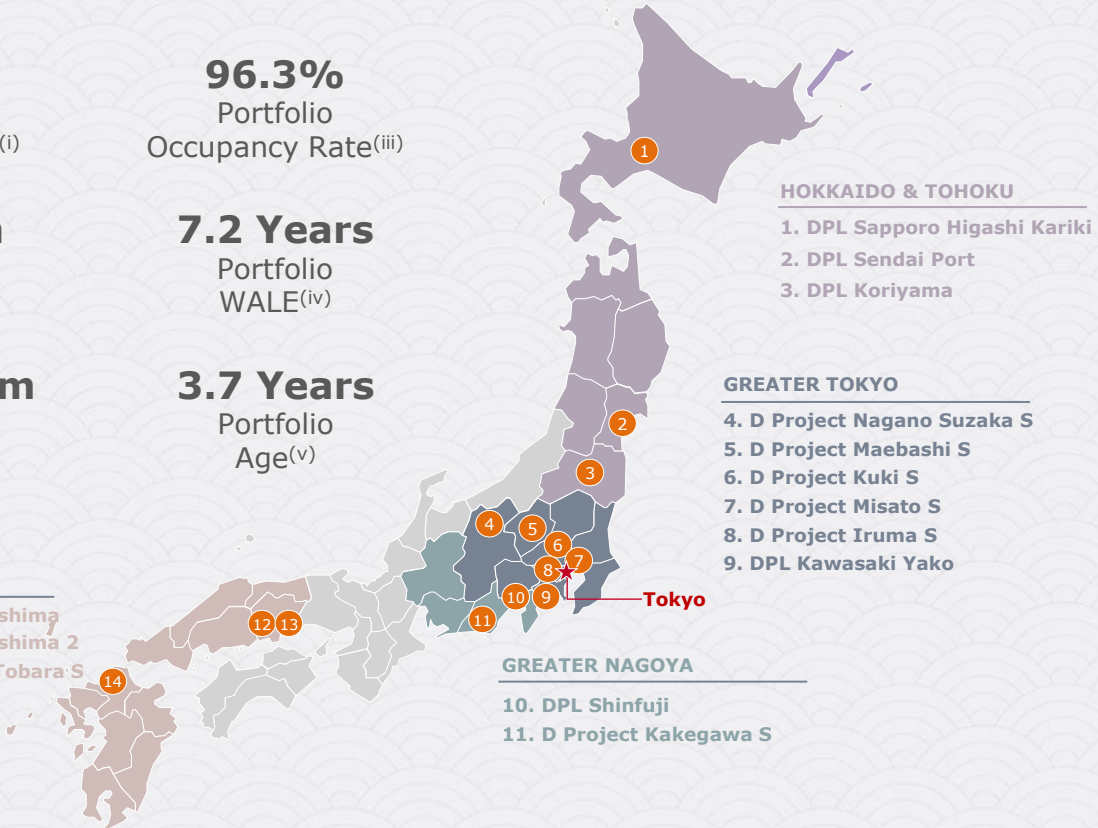 (i)
96.3%
Portfolio
Occupancy Rate(iii)
7.2 Years
Portfolio
WALE(iv)
m
3.7 Years
Portfolio
Age(v)
HOKKAIDO & TOHOKU
1. DPL Sapporo Higashi Kariki
2. DPL Sendai Port
3. DPL Koriyama
GREATER TOKYO
4. D Project Nagano Suzaka S
5. D Project Maebashi S
6. D Project Kuki S
7. D Project Misato S
8. D Project Iruma S
9. DPL Kawasaki Yako
GREATER NAGOYA
10. DPL Shinfuji
11. D Project Kakegawa S
shima
shima 2
Tobara S
Tokyo
1
2
3
4
5
6
7
8
9
10
11
12
13
14